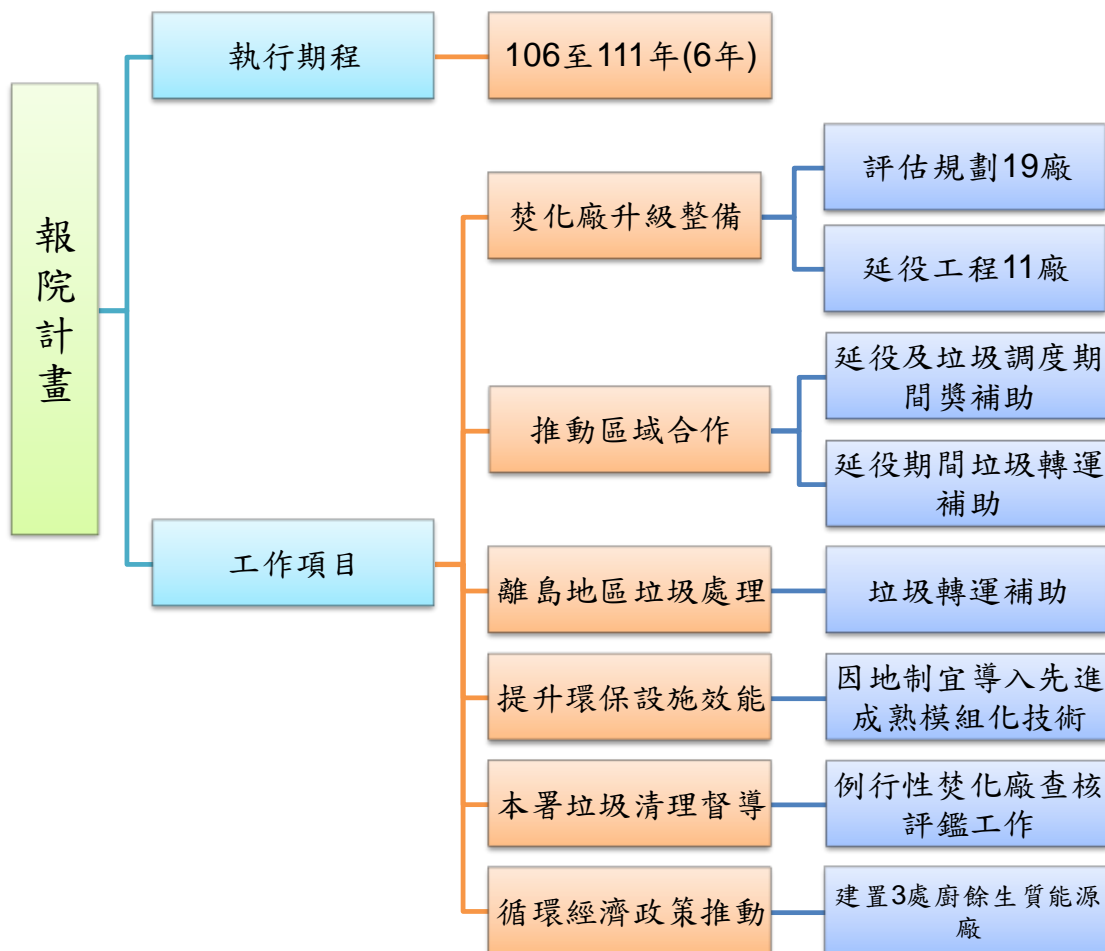 報
院
計
畫
執行期程
106至111年(6年)
工作項目
焚化廠升級整備
評估規劃19廠
延役工程11廠
推動區域合作
延役及垃圾調度期
間獎補助
延役期間垃圾轉運
補助
離島地區垃圾處理
垃圾轉運補助
提升環保設施效能
因地制宜導入先進
成熟模組化技術
本署垃圾清理督導
例行性焚化廠查核
評鑑工作
循環經濟政策推動
建置3處廚餘生質能源
廠